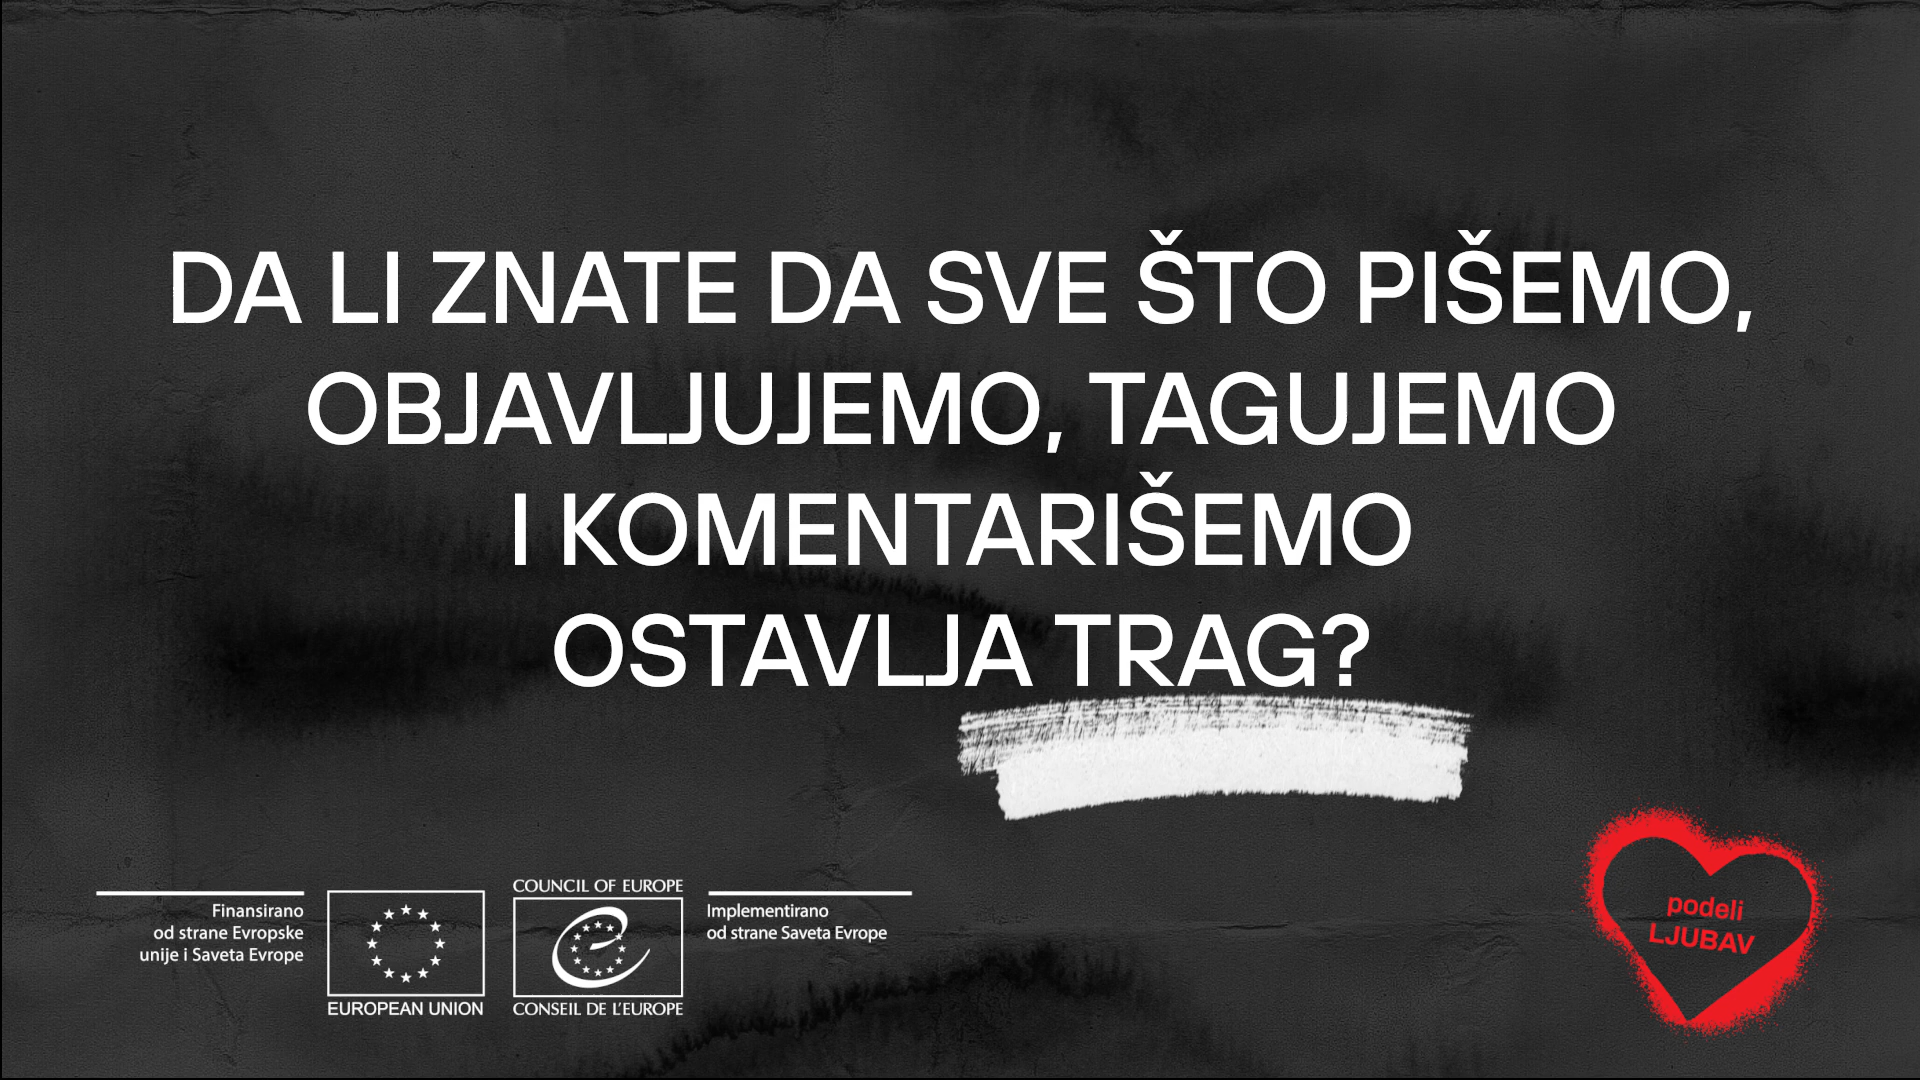 DA LI ZNATE DA SVE ŠTO PIŠEMO,
OBJAVLJUJEMO, TAGUJEMO
I KOMENTARIŠEMO
OSTAVLJA TRAG?
Finansirano
od strane Evropske
unije i Saveta Evrope
EUROPEAN UNION
COUNCIL OF EUROPE
CONSEIL DE L'EUROPE
Implementirano
od strane Saveta Evrope
podeli
LJUBAV